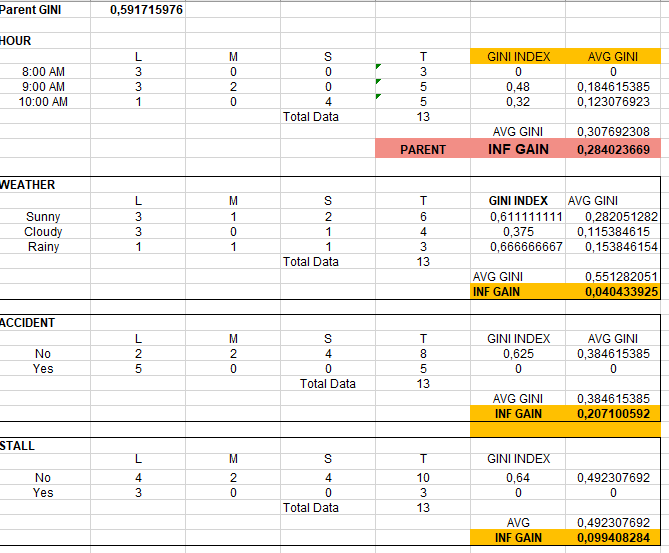 Parent GINI 0,591715976
HOUR
L M S T GINI INDEX AVG GINI
8:00 AM 3 0 0 3 0 0
9:00 AM 3 2 0 5 0,48 0,184615385
10:00 AM 1 0 4 5 0,32 0,123076923
Total Data 13
AVG GINI 0,307692308
PARENT INF GAIN 0,284023669
WEATHER
L M S T GINI INDEX AVG GINI
Sunny 3 1 2 6 0,611111111 0,282051282
Cloudy 3 0 1 4 0,375 0,115384615
Rainy 1 1 1 3 0,666666667 0,153846154
Total Data 13
AVG GINI 0,551282051
INF GAIN 0,040433925
ACCIDENT
L M S T GINI INDEX AVG GINI
No 2 2 4 8 0,625 0,384615385
Yes 5 0 0 5 0 0
Total Data 13
AVG GINI 0,384615385
INF GAIN 0,207100592
STALL
L M S T GINI INDEX
No 4 2 4 10 0,64 0,492307692
Yes 3 0 0 3 0 0
Total Data 13
AVG 0,492307692
INF GAIN 0,099408284